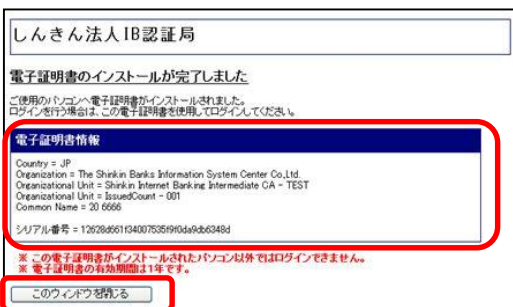 しんきん法人IB認証局
電子証明書のインストールが完了しました
ご使用のパソコンへ電子証明書がインストールされました。
ログインを行う場合は、この電子証明書を使用してログインしてください。
電子証明書情報
Country = JP
Organization = The Shinkin Banks Information System Center Co.,Ltd.
Organizational Unit = Shinkin Internet Banking Intermediate CA - TEST
Organizational Unit = IssuedCount - 001
Common Name = 20 6666
シリアル番号 = 12628d661f34007535f9f0da9db6348d
※ この電子証明書がインストールされたパソコン以外ではログインできません。
※ 電子証明書の有効期間は1年です。
このウィンドウを閉じる